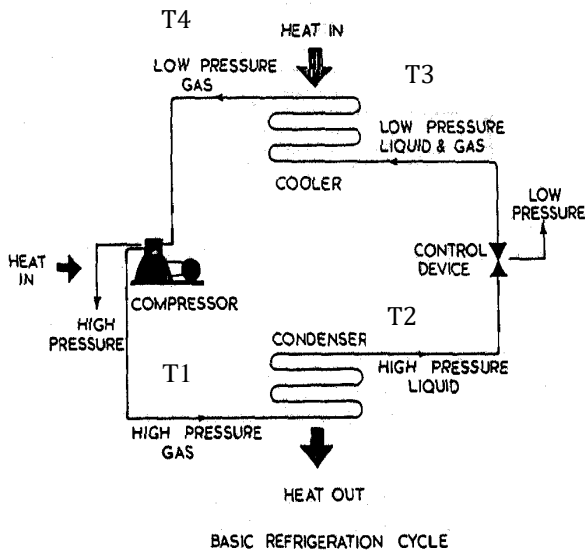 T4
HEAT IN
LOW PRESSURE
GAS
T3
LOW PRESSURE
LIQUID & GAS
COOLER
LOW
PRESSURE
CONTROL
DEVICE
HEAT
IN
COMPRESSOR
HIGH
PRESSURE
T2
CONDENSER
HIGH PRESSURE
LIQUID
T1
HIGH PRESSURE
GAS
HEAT OUT
BASIC REFRIGERATION CYCLE